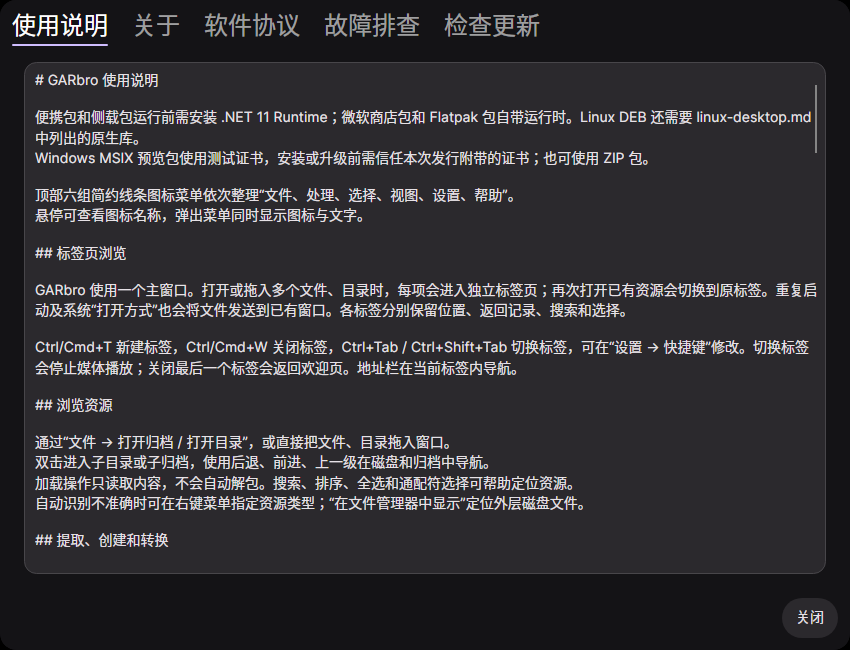 使用说明 关于 软件协议 故障排查 检查更新
# GARbro 使用说明
便携包和侧载包运行前需安装 .NET 11 Runtime；微软商店包和 Flatpak 包自带运行时。Linux DEB 还需要 linux-desktop.md
中列出的原生库。
Windows MSIX 预览包使用测试证书，安装或升级前需信任本次发行附带的证书；也可使用 ZIP 包。
顶部六组简约线条图标菜单依次整理“文件、处理、选择、视图、设置、帮助”。
悬停可查看图标名称，弹出菜单同时显示图标与文字。
## 标签页浏览
GARbro 使用一个主窗口。打开或拖入多个文件、目录时，每项会进入独立标签页；再次打开已有资源会切换到原标签。重复启
动及系统“打开方式”也会将文件发送到已有窗口。各标签分别保留位置、返回记录、搜索和选择。
Ctrl/Cmd+T 新建标签，Ctrl/Cmd+W 关闭标签，Ctrl+Tab / Ctrl+Shift+Tab 切换标签，可在“设置 → 快捷键”修改。切换标签
会停止媒体播放；关闭最后一个标签会返回欢迎页。地址栏在当前标签内导航。
## 浏览资源
通过“文件 → 打开归档 / 打开目录”，或直接把文件、目录拖入窗口。
双击进入子目录或子归档，使用后退、前进、上一级在磁盘和归档中导航。
加载操作只读取内容，不会自动解包。搜索、排序、全选和通配符选择可帮助定位资源。
自动识别不准确时可在右键菜单指定资源类型；“在文件管理器中显示”定位外层磁盘文件。
## 提取、创建和转换
关闭